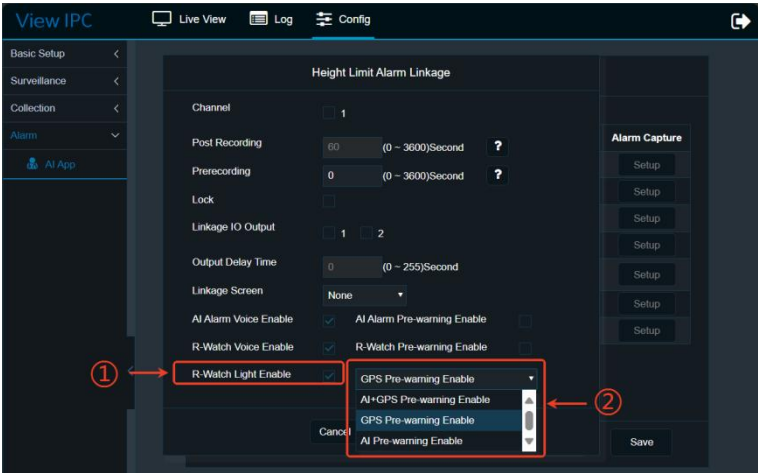 View IPC
Live View Log Config
Basic Setup
Surveillance
Collection
Alarm
AI App
Height Limit Alarm Linkage
Channel 1
Post Recording 60 (0 ~ 3600)Second ?
Prerecording 0 (0 ~ 3600)Second ?
Lock
Linkage IO Output 1 2
Output Delay Time 0 (0 ~ 255)Second
Linkage Screen None
AI Alarm Voice Enable AI Alarm Pre-warning Enable
R-Watch Voice Enable R-Watch Pre-warning Enable
① R-Watch Light Enable GPS Pre-warning Enable
AI+GPS Pre-warning Enable ②
GPS Pre-warning Enable
AI Pre-warning Enable
Cancel
Alarm Capture
Setup
Setup
Setup
Setup
Setup
Setup
Setup
Save